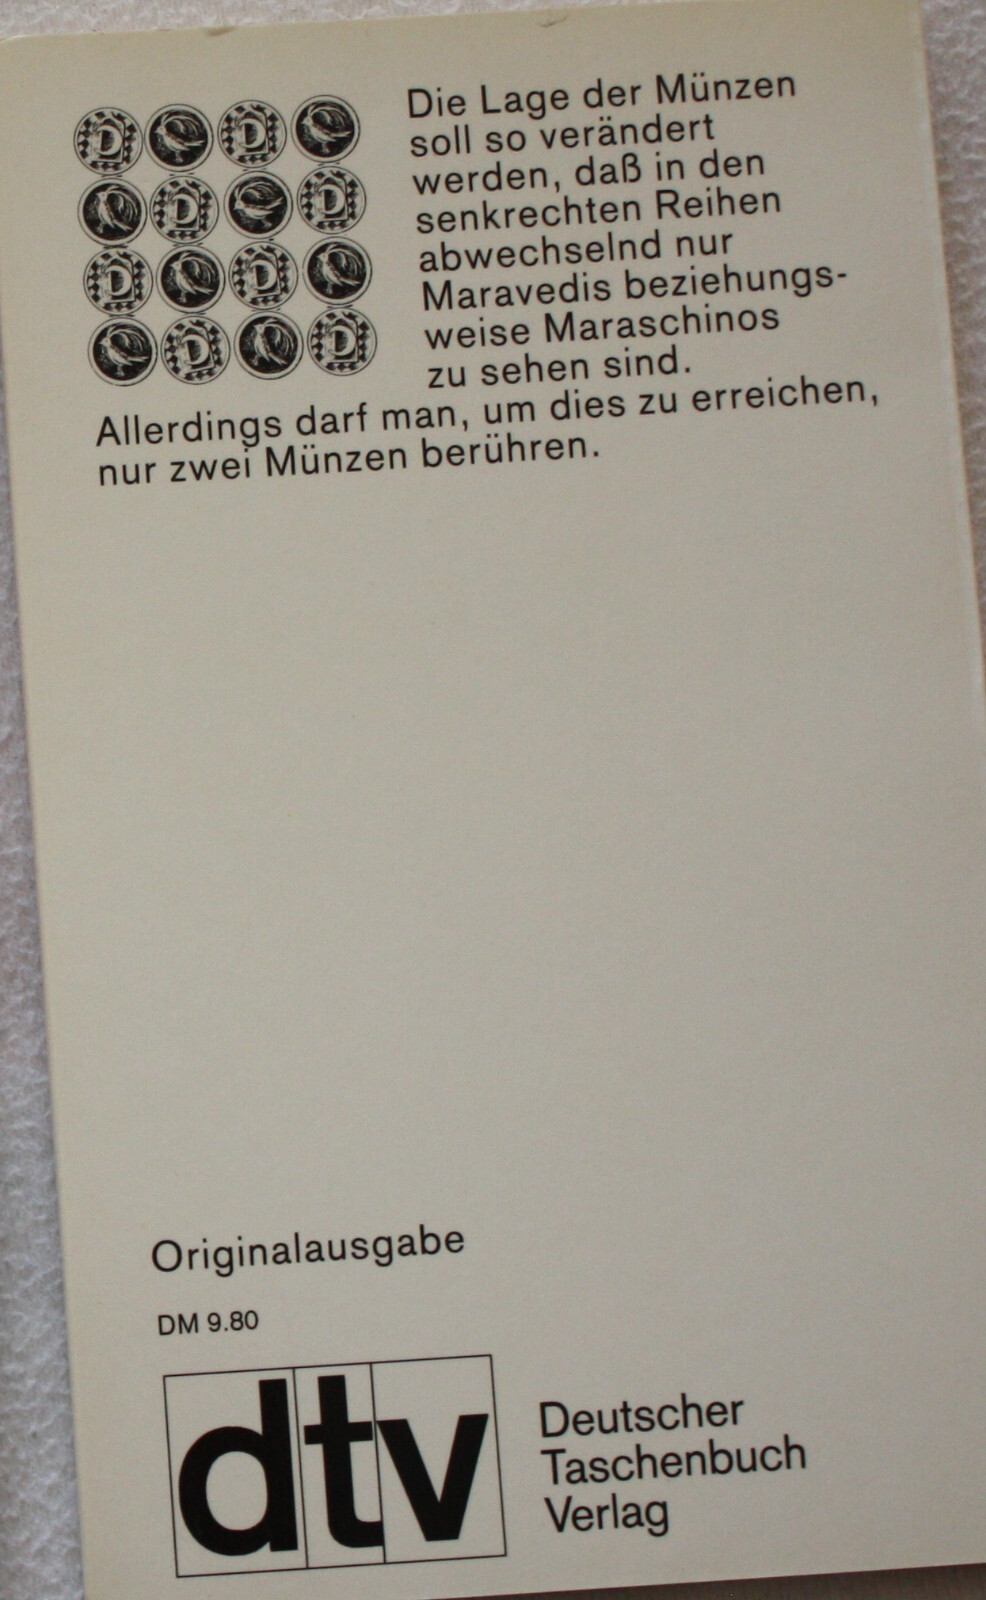 Die Lage der Münzen
soll so verändert
werden, daß in den
senkrechten Reihen
abwechselnd nur
Maravedis beziehungs-
weise Maraschinos
zu sehen sind.
Allerdings darf man, um dies zu erreichen,
nur zwei Münzen berühren.
D D
D D
D D
D D
Originalausgabe
DM 9.80
dtv
Deutscher
Taschenbuch
Verlag